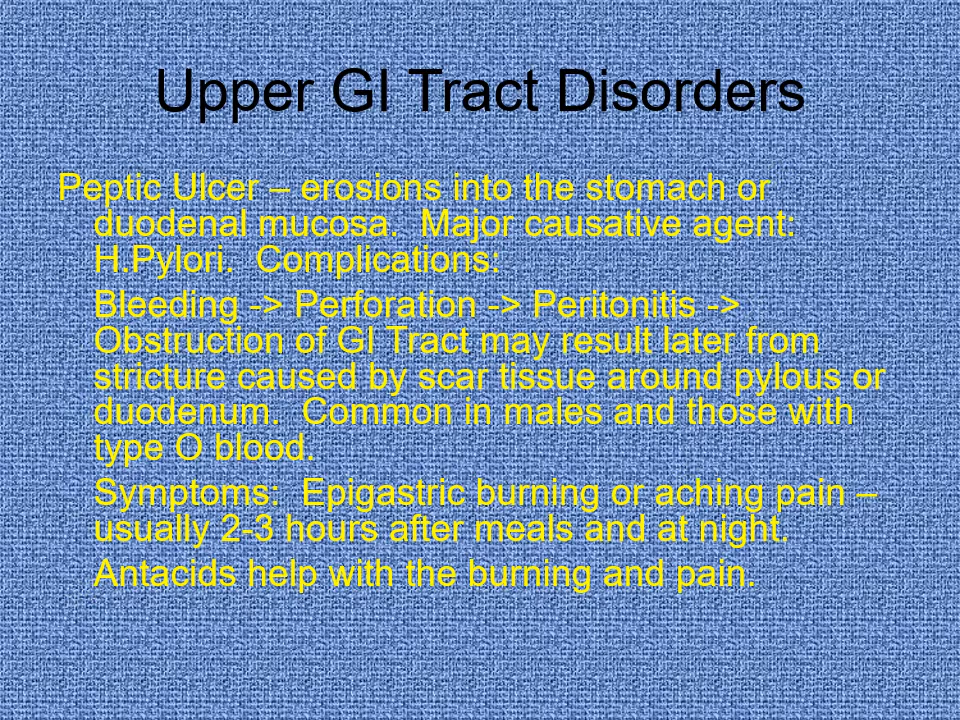 Upper GI Tract Disorders
Peptic Ulcer – erosions into the stomach or
duodenal mucosa.  Major causative agent:
H.Pylori.  Complications:
Bleeding -> Perforation -> Peritonitis ->
Obstruction of GI Tract may result later from
stricture caused by scar tissue around pylous or
duodenum.  Common in males and those with
type O blood.
Symptoms:  Epigastric burning or aching pain –
usually 2-3 hours after meals and at night.
Antacids help with the burning and pain.